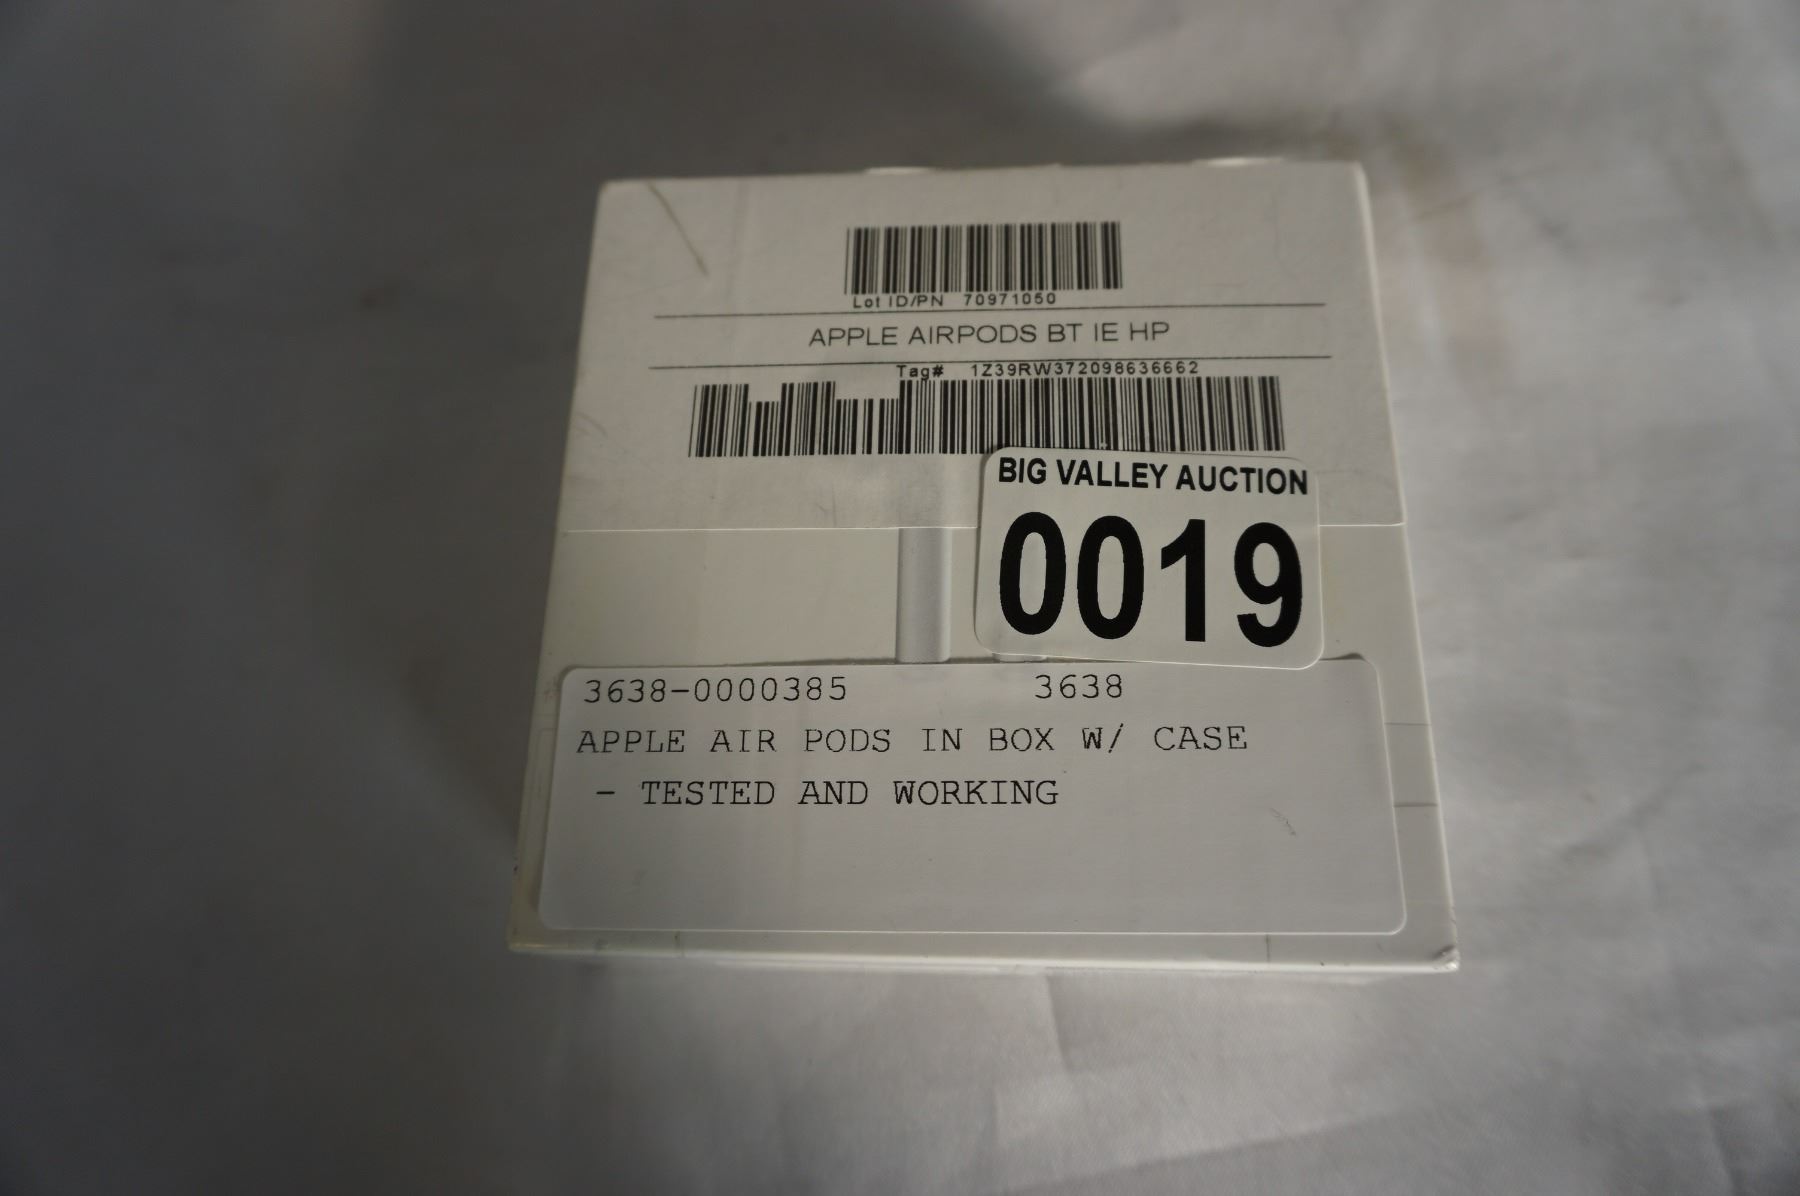 Lot ID/PN 70971050
APPLE AIRPODS BT IE HP
Tag# 1Z39RW372098636662
BIG VALLEY AUCTION
0019
3638-0000385 3638
APPLE AIR PODS IN BOX W/ CASE
- TESTED AND WORKING